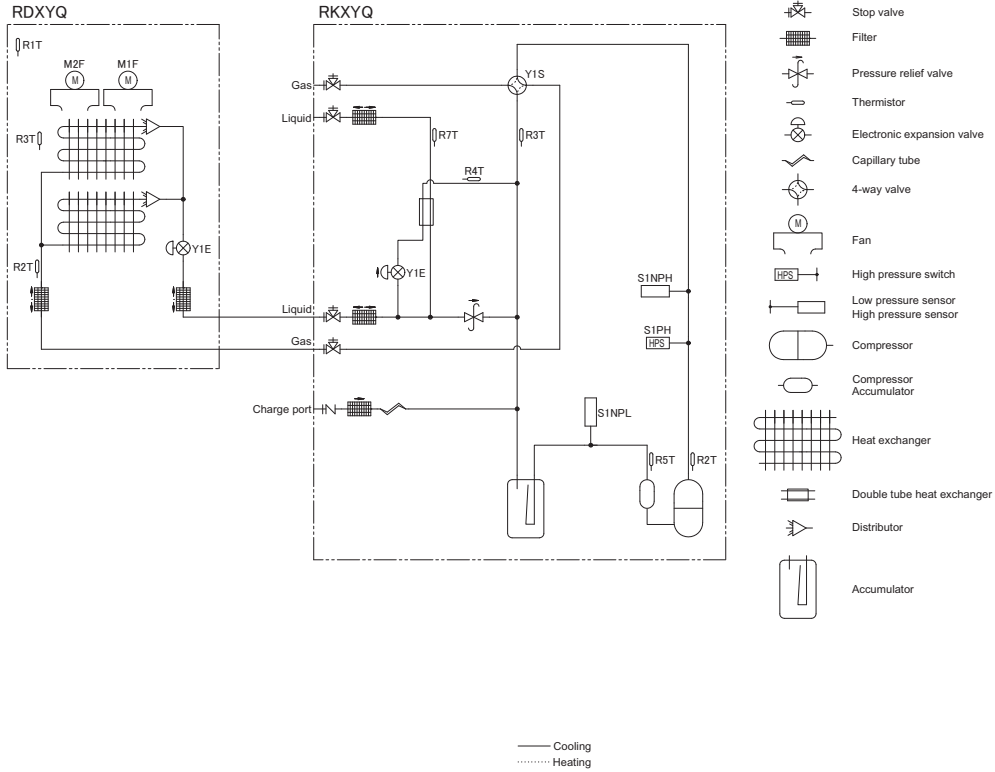 RDXYQ
RKXYQ
R1T
M2F
M1F
M
M
R3T
Y1E
R2T
Gas
Liquid
Y1S
R7T
R3T
R4T
Y1E
Liquid
Gas
S1NPH
S1PH
HPS
Charge port
S1NPL
R5T
R2T
Stop valve
Filter
Pressure relief valve
Thermistor
Electronic expansion valve
Capillary tube
4-way valve
M
Fan
HPS
High pressure switch
Low pressure sensor
High pressure sensor
Compressor
Compressor
Accumulator
Heat exchanger
Double tube heat exchanger
Distributor
Accumulator
Cooling
Heating